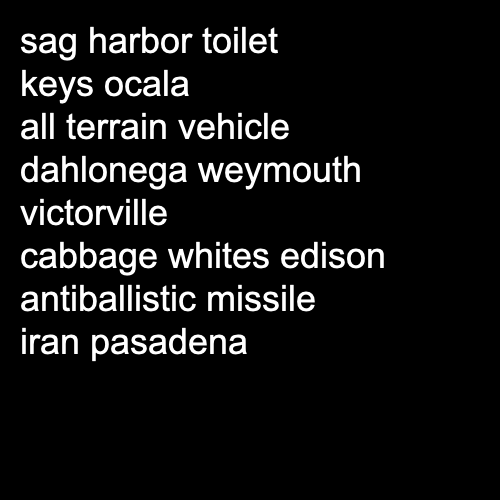 sag harbor toilet
keys ocala
all terrain vehicle
dahlonega weymouth
victorville
cabbage whites edison
antiballistic missile
iran pasadena